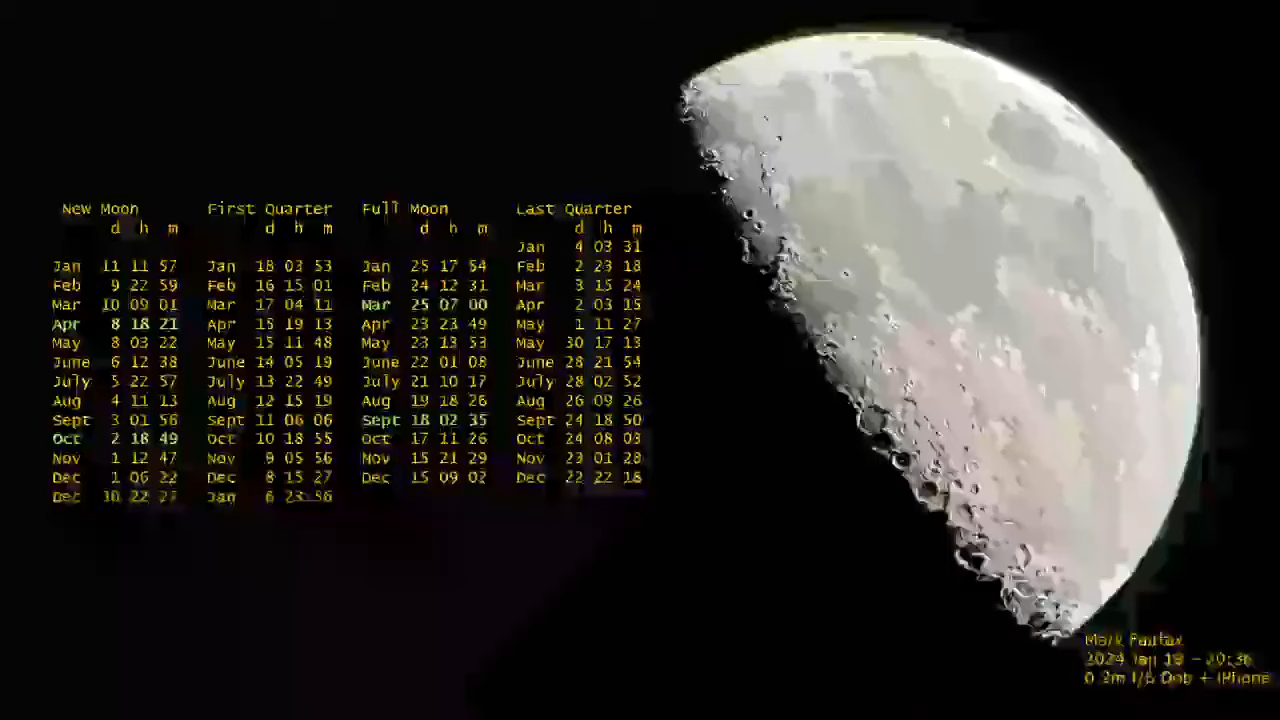 New Moon First Quarter Full Moon Last Quarter
d h m d h m d h m d h m
Jan 4 03 31
Jan 11 11 57 Jan 18 03 53 Jan 25 17 54 Feb 2 23 18
Feb 9 22 59 Feb 16 15 01 Feb 24 12 31 Mar 3 15 24
Mar 10 09 01 Mar 17 04 11 Mar 25 07 00 Apr 2 03 15
Apr 8 18 21 Apr 15 19 13 Apr 23 23 49 May 1 11 27
May 8 03 22 May 15 11 48 May 23 13 53 May 30 17 13
June 6 12 38 June 14 05 19 June 22 01 08 June 28 21 54
July 5 22 57 July 13 22 49 July 21 10 17 July 28 02 52
Aug 4 11 13 Aug 12 15 19 Aug 19 18 26 Aug 26 09 26
Sept 3 01 56 Sept 11 06 06 Sept 18 02 35 Sept 24 18 50
Oct 2 18 49 Oct 10 18 55 Oct 17 11 26 Oct 24 08 03
Nov 1 12 47 Nov 9 05 56 Nov 15 21 29 Nov 23 01 28
Dec 1 06 22 Dec 8 15 27 Dec 15 09 02 Dec 22 22 18
Dec 30 22 27 Jan 6 23 56
Mark
2024 Jan 18 - 20:36
0.2m Dob + iPhone